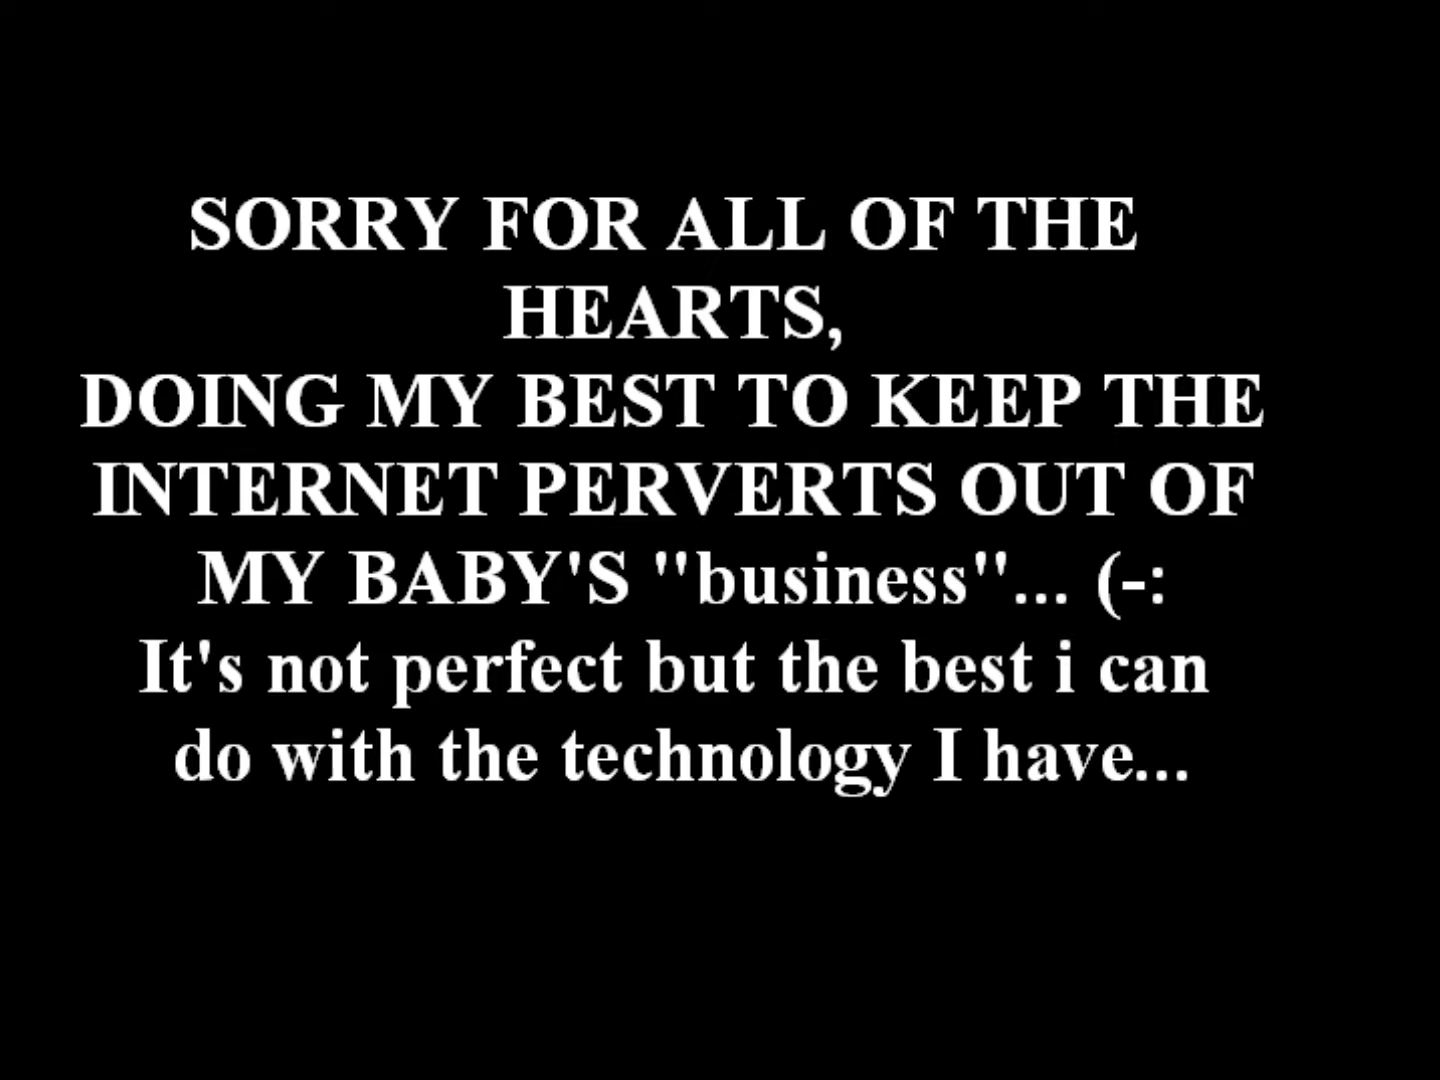 SORRY FOR ALL OF THE
HEARTS,
DOING MY BEST TO KEEP THE
INTERNET PERVERTS OUT OF
MY BABY'S "business"... (-:
It's not perfect but the best i can
do with the technology I have...